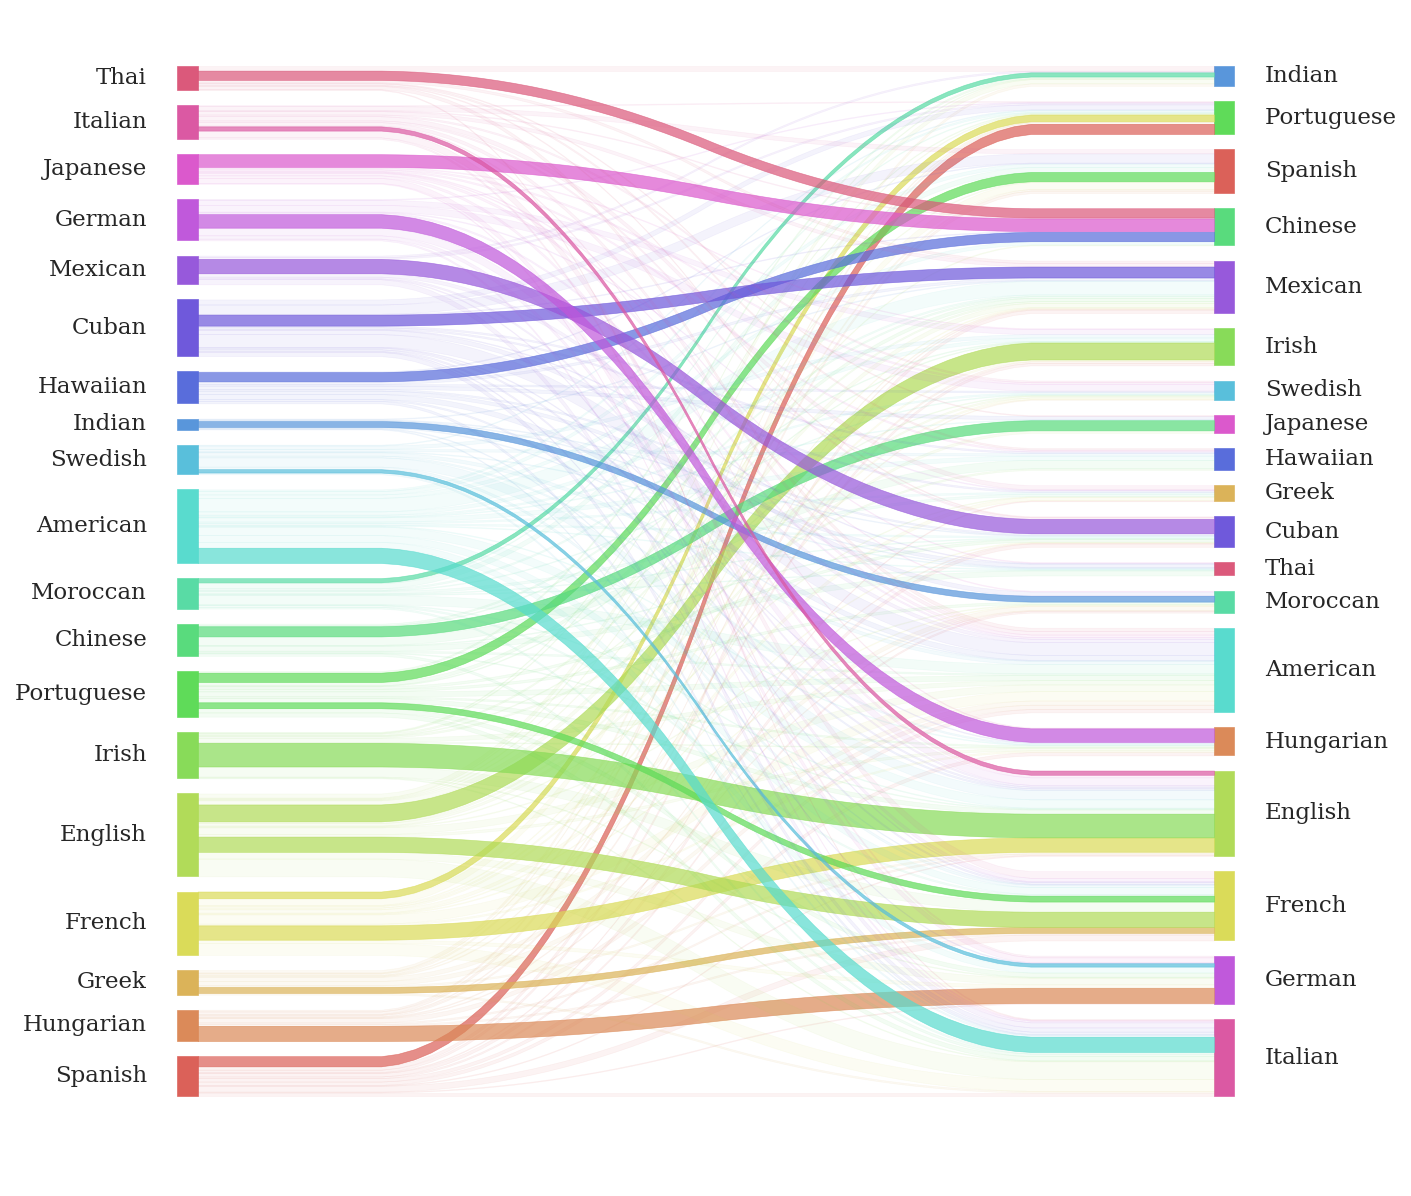 Thai
Italian
Japanese
German
Mexican
Cuban
Hawaiian
Indian
Swedish
American
Moroccan
Chinese
Portuguese
Irish
English
French
Greek
Hungarian
Spanish
Indian
Portuguese
Spanish
Chinese
Mexican
Irish
Swedish
Japanese
Hawaiian
Greek
Cuban
Thai
Moroccan
American
Hungarian
English
French
German
Italian